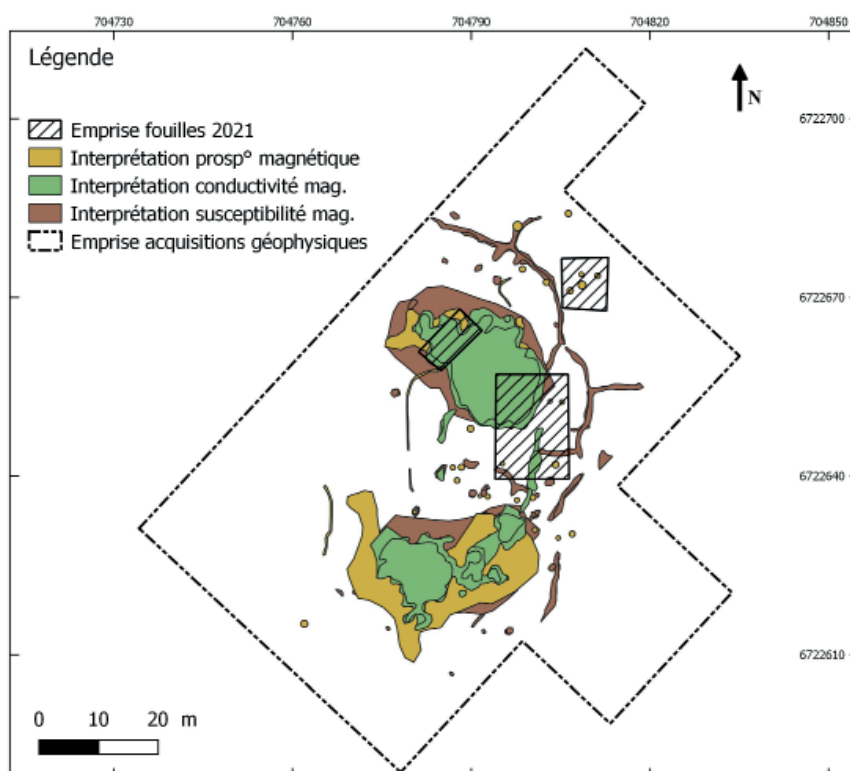 704730 704760 704790 704820 704850
Légende
N
6722700
Emprise fouilles 2021
Interprétation prosp° magnétique
Interprétation conductivité mag.
Interprétation susceptibilité mag.
Emprise acquisitions géophysiques
6722670
6722640
6722610
0 10 20 m